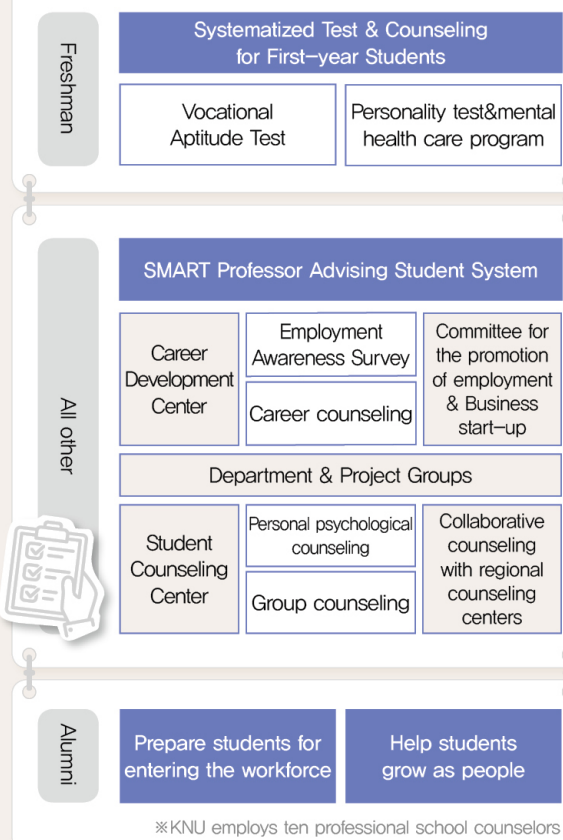 Freshman
Systematized Test & Counseling
for First-year Students
Vocational
Aptitude Test
Personality test&mental
health care program
All other
SMART Professor Advising Student System
Career
Development
Center
Employment
Awareness Survey
Career counseling
Committee for
the promotion
of employment
& Business
start-up
Department & Project Groups
Student
Counseling
Center
Personal psychological
counseling
Group counseling
Collaborative
counseling
with regional
counseling
centers
Alumni
Prepare students for
entering the workforce
Help students
grow as people
※KNU employs ten professional school counselors